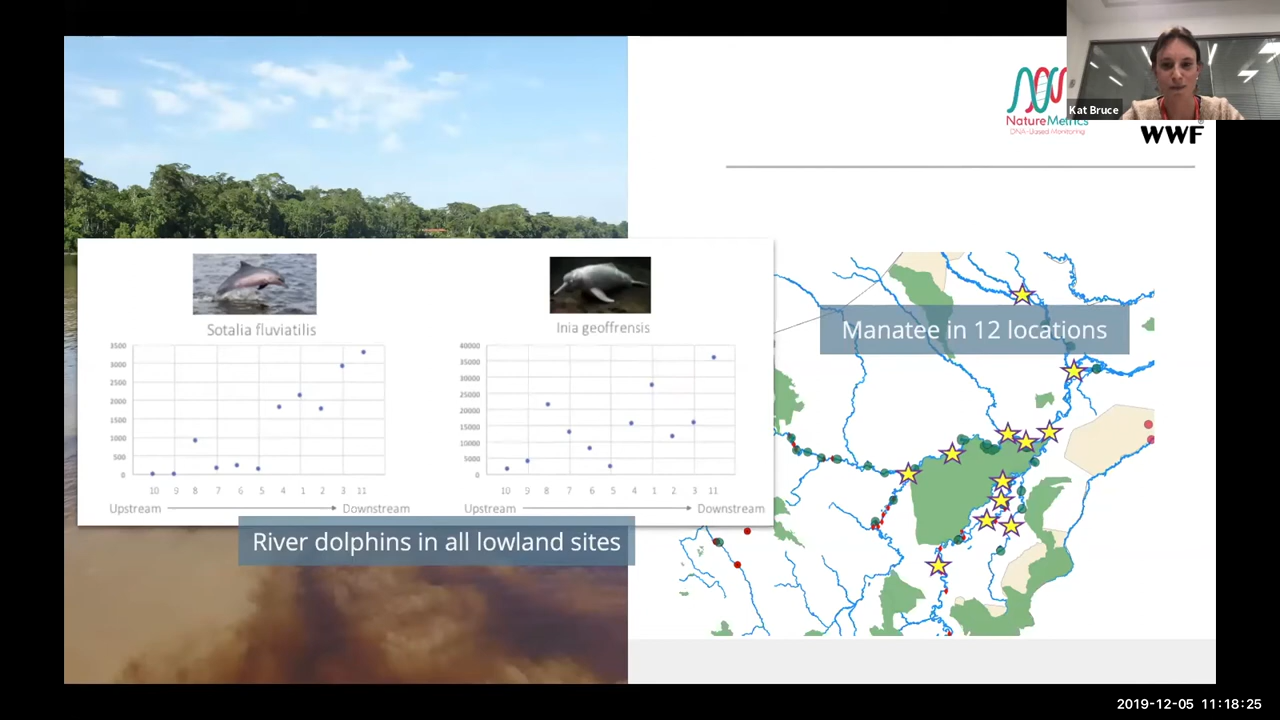 Kat Bruce
NatureMetrics
DNA-Based Monitoring
WWF
Sotalia fluviatilis
3500
3000
2500
2000
1500
1000
500
0
10 9 8 7 6 5 4 1 2 3 11
Upstream Downstream
Inia geoffrensis
40000
35000
30000
25000
20000
15000
10000
5000
0
10 9 8 7 6 5 4 1 2 3 11
Upstream Downstream
River dolphins in all lowland sites
Manatee in 12 locations
2019-12-05 11:18:25